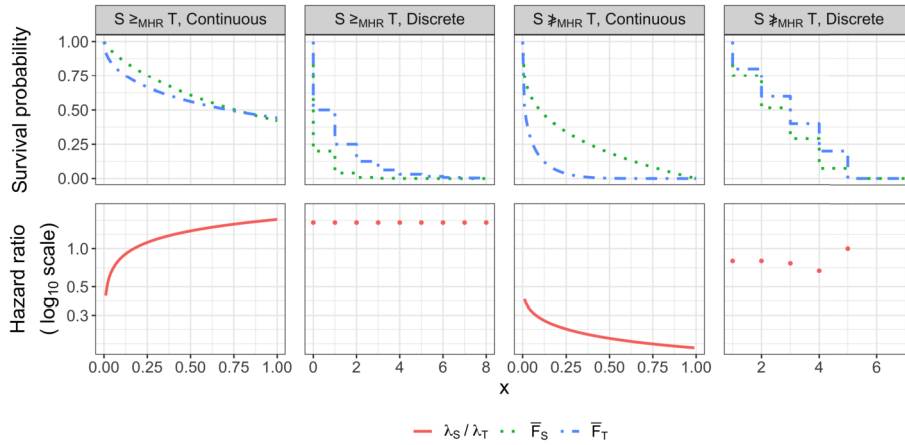 S ≥MHR T, Continuous
S ≥MHR T, Discrete
S ≱MHR T, Continuous
S ≱MHR T, Discrete
Survival probability
1.00
0.75
0.50
0.25
0.00
Hazard ratio
( log10 scale)
1.0
0.5
0.3
0.00 0.25 0.50 0.75 1.00
0 2 4 6 8
0.00 0.25 0.50 0.75 1.00
2 4 6
x
λS / λT F̅S F̅T